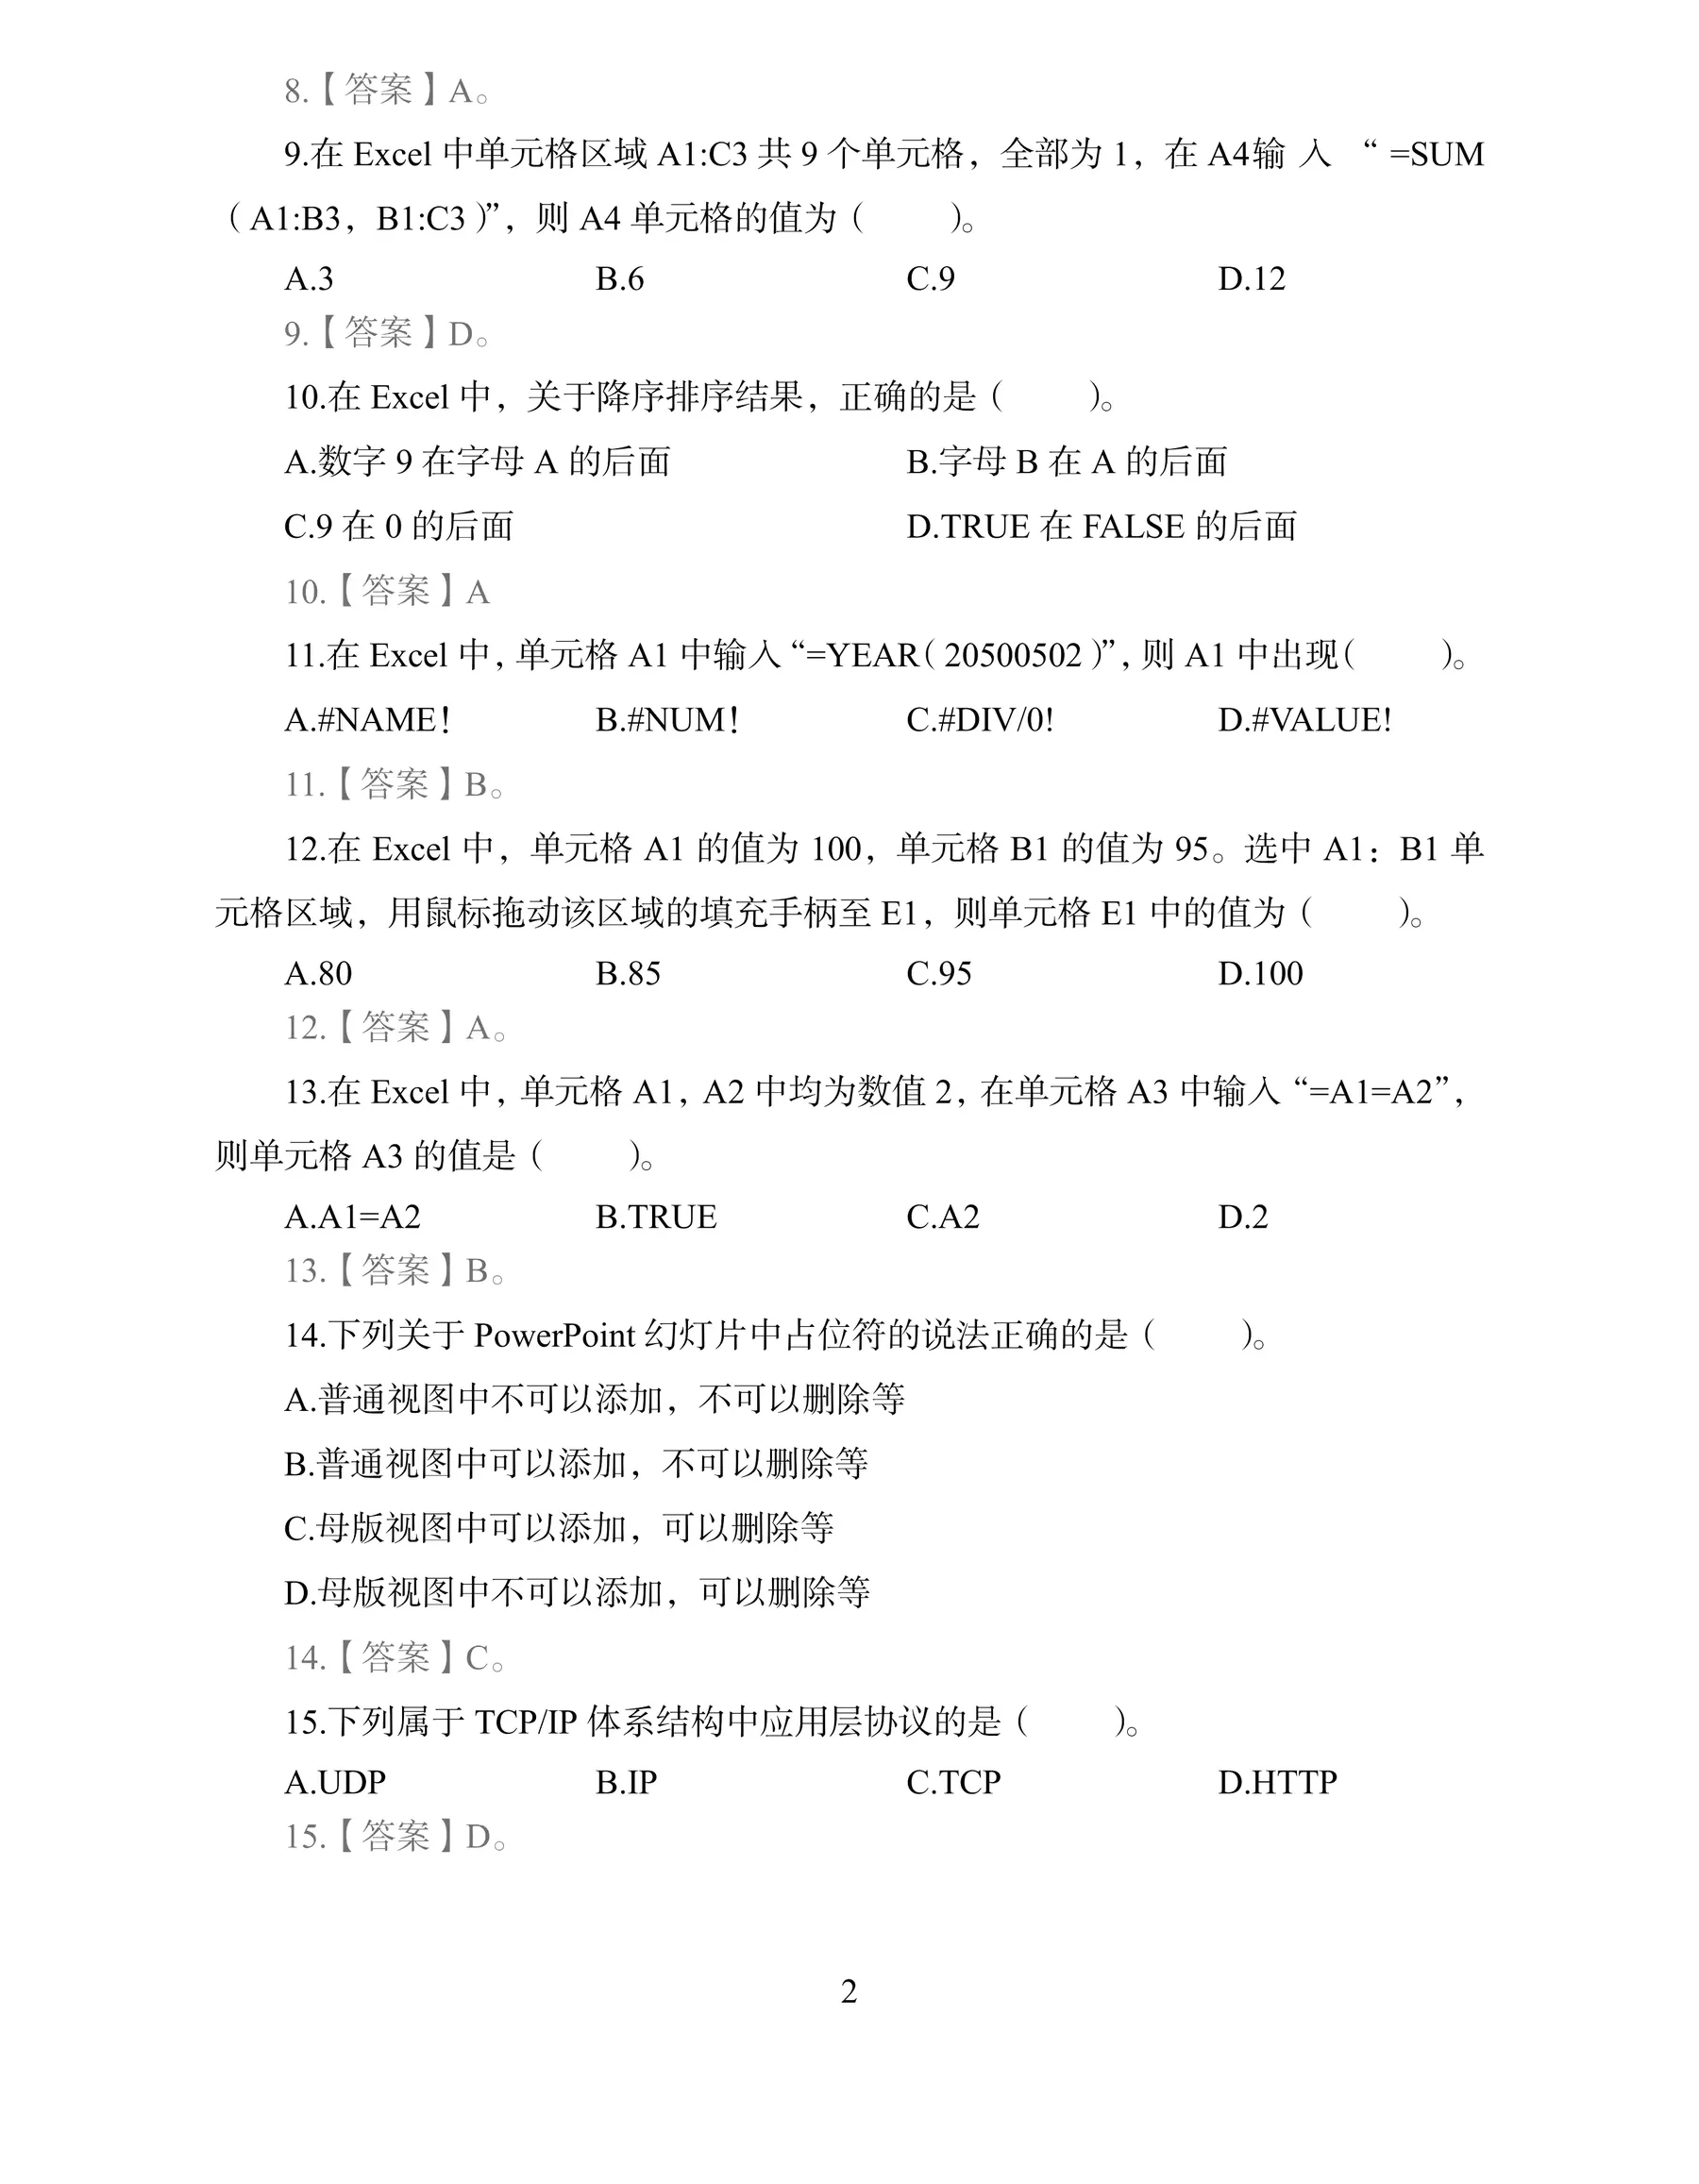 8.【答案】A。
9.在 Excel 中单元格区域 A1:C3 共 9 个单元格，全部为 1，在 A4输 入 “ =SUM
（A1:B3，B1:C3）”，则 A4 单元格的值为（ ）。
A.3 B.6 C.9 D.12
9.【答案】D。
10.在 Excel 中，关于降序排序结果，正确的是（ ）。
A.数字 9 在字母 A 的后面 B.字母 B 在 A 的后面
C.9 在 0 的后面 D.TRUE 在 FALSE 的后面
10.【答案】A
11.在 Excel 中，单元格 A1 中输入“=YEAR（20500502）”，则 A1 中出现（ ）。
A.#NAME！ B.#NUM！ C.#DIV/0! D.#VALUE!
11.【答案】B。
12.在 Excel 中，单元格 A1 的值为 100，单元格 B1 的值为 95。选中 A1：B1 单
元格区域，用鼠标拖动该区域的填充手柄至 E1，则单元格 E1 中的值为（ ）。
A.80 B.85 C.95 D.100
12.【答案】A。
13.在 Excel 中，单元格 A1，A2 中均为数值 2，在单元格 A3 中输入“=A1=A2”，
则单元格 A3 的值是（ ）。
A.A1=A2 B.TRUE C.A2 D.2
13.【答案】B。
14.下列关于 PowerPoint 幻灯片中占位符的说法正确的是（ ）。
A.普通视图中不可以添加，不可以删除等
B.普通视图中可以添加，不可以删除等
C.母版视图中可以添加，可以删除等
D.母版视图中不可以添加，可以删除等
14.【答案】C。
15.下列属于 TCP/IP 体系结构中应用层协议的是（ ）。
A.UDP B.IP C.TCP D.HTTP
15.【答案】D。
2